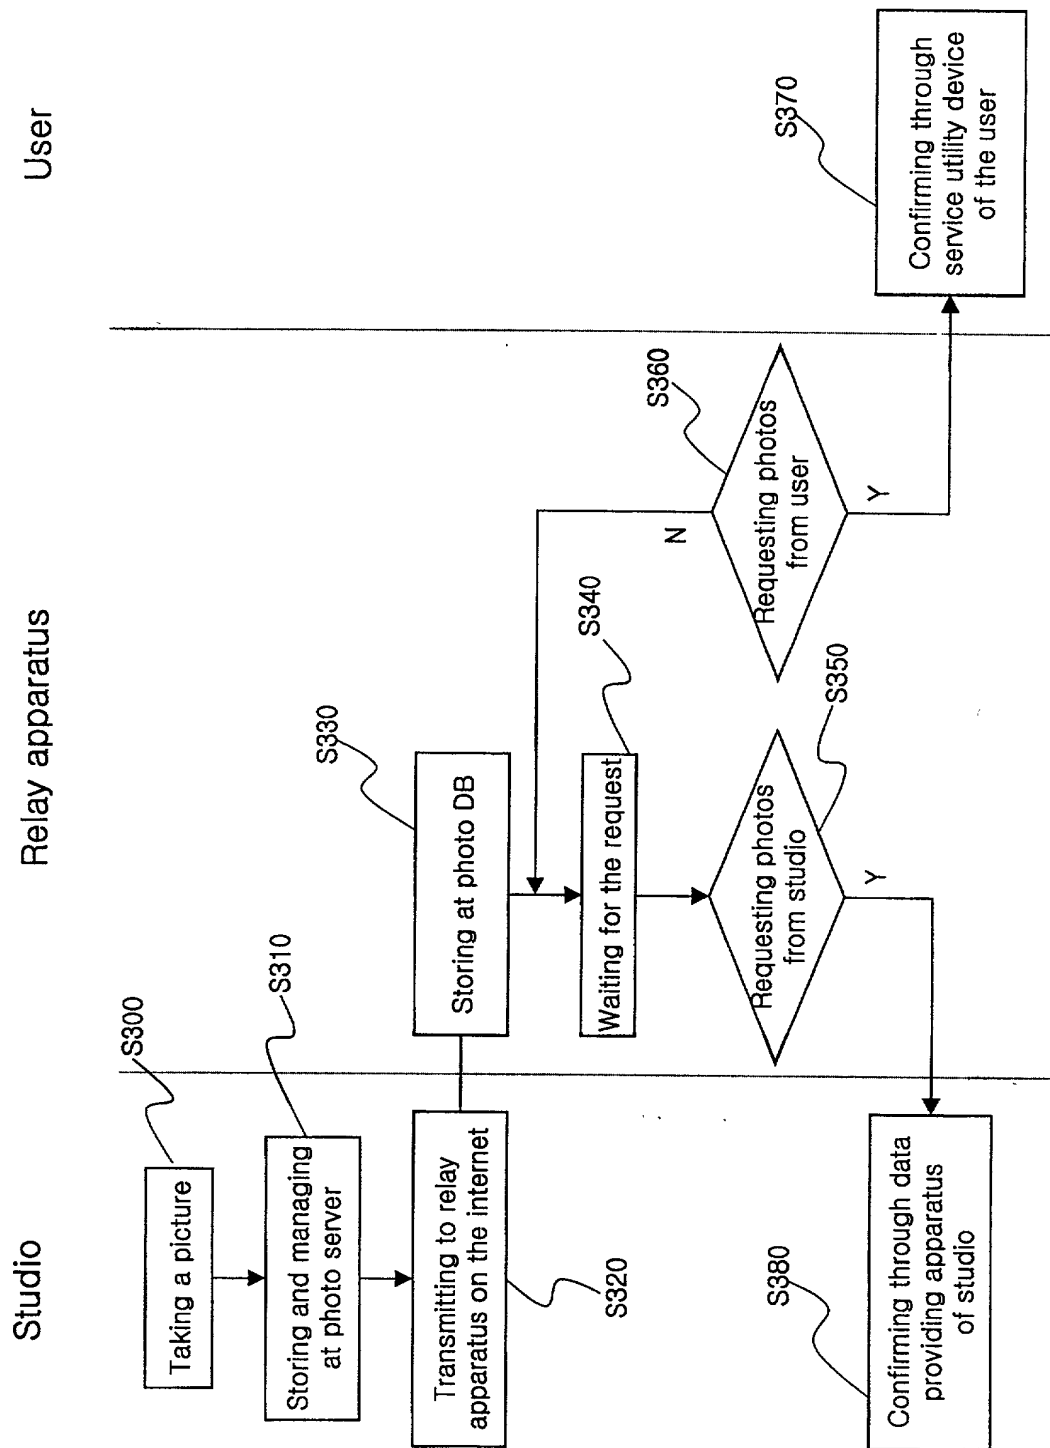 Studio
Relay apparatus
User
S300
Taking a picture
S310
Storing and managing
at photo server
Transmitting to relay
apparatus on the internet
S320
S330
Storing at photo DB
S340
Waiting for the request
Requesting photos
from studio
S350
Y
S360
Requesting photos
from user
N
Y
S370
Confirming through
service utility device
of the user
S380
Confirming through data
providing apparatus
of studio